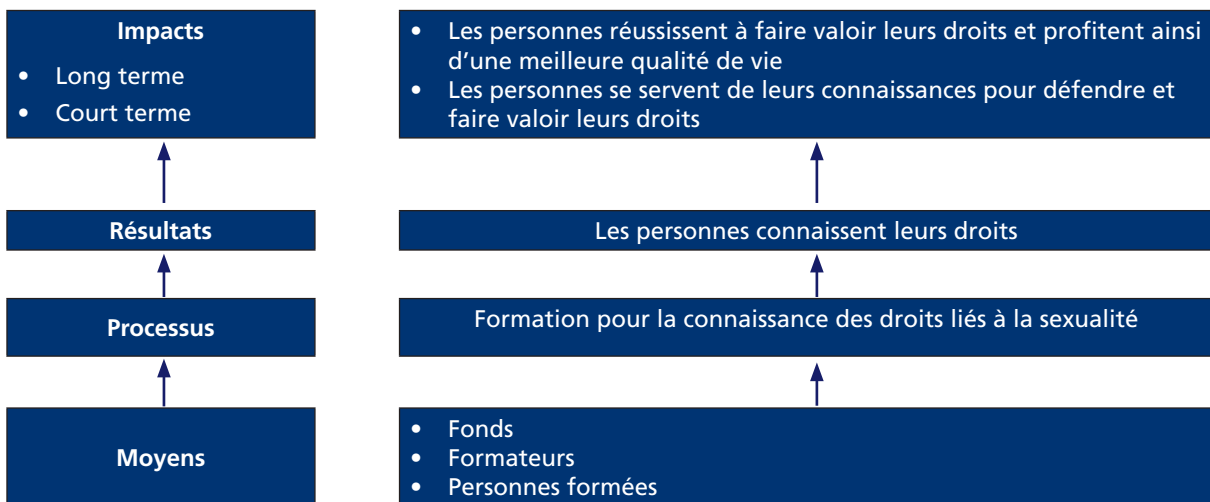 Impacts
• Long terme
• Court terme
• Les personnes réussissent à faire valoir leurs droits et profitent ainsi
d’une meilleure qualité de vie
• Les personnes se servent de leurs connaissances pour défendre et
faire valoir leurs droits
Résultats
Les personnes connaissent leurs droits
Processus
Formation pour la connaissance des droits liés à la sexualité
Moyens
• Fonds
• Formateurs
• Personnes formées